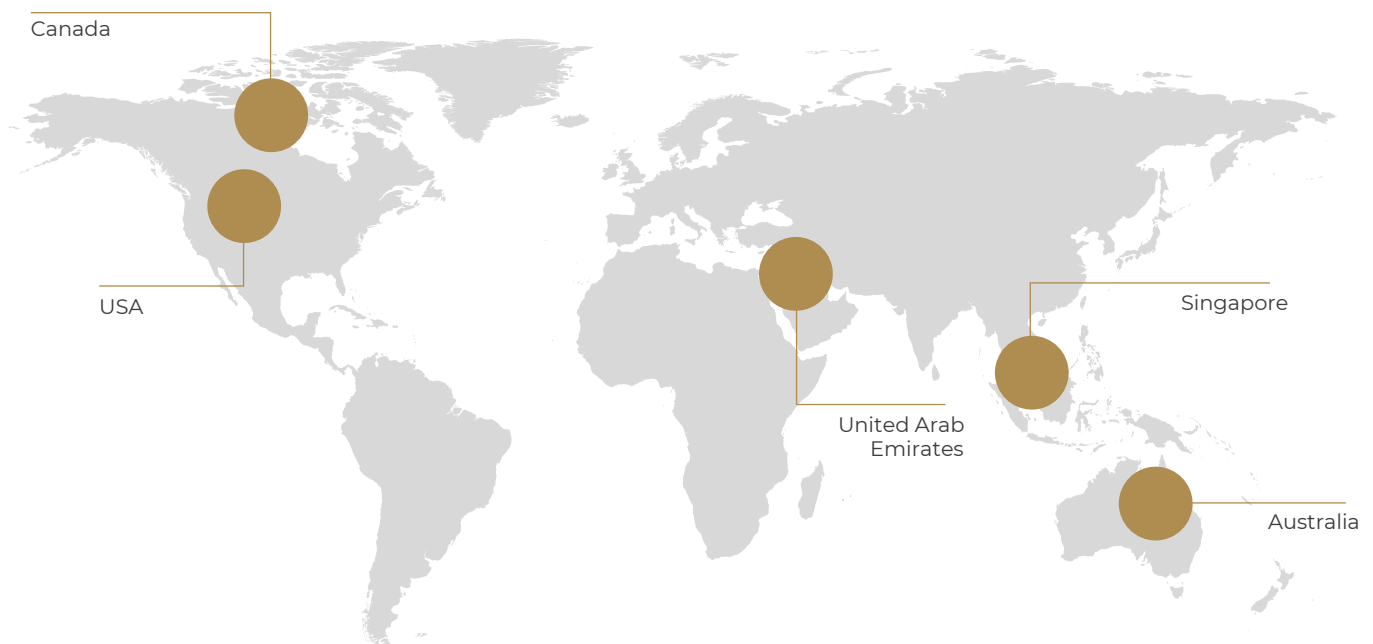 Canada
USA
Singapore
United Arab
Emirates
Australia